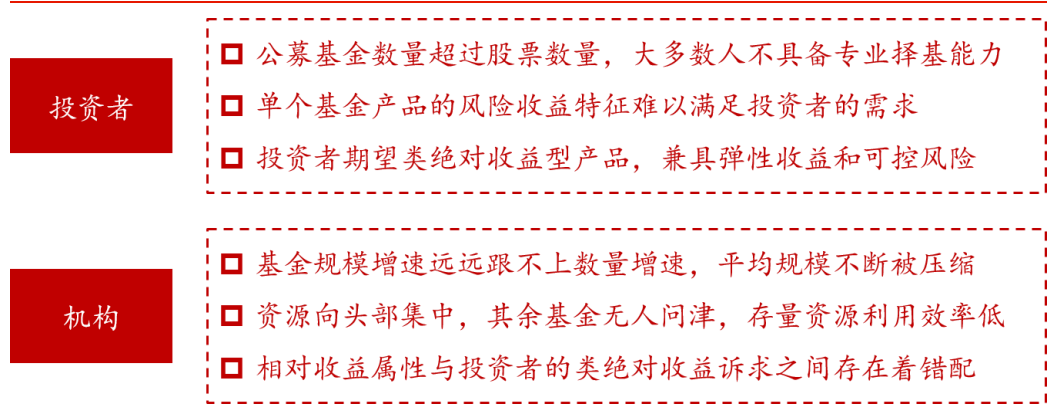 投资者
公募基金数量超过股票数量，大多数人不具备专业择基能力
单个基金产品的风险收益特征难以满足投资者的需求
投资者期望类绝对收益型产品，兼具弹性收益和可控风险
机构
基金规模增速远远跟不上数量增速，平均规模不断被压缩
资源向头部集中，其余基金无人问津，存量资源利用效率低
相对收益属性与投资者的类绝对收益诉求之间存在着错配